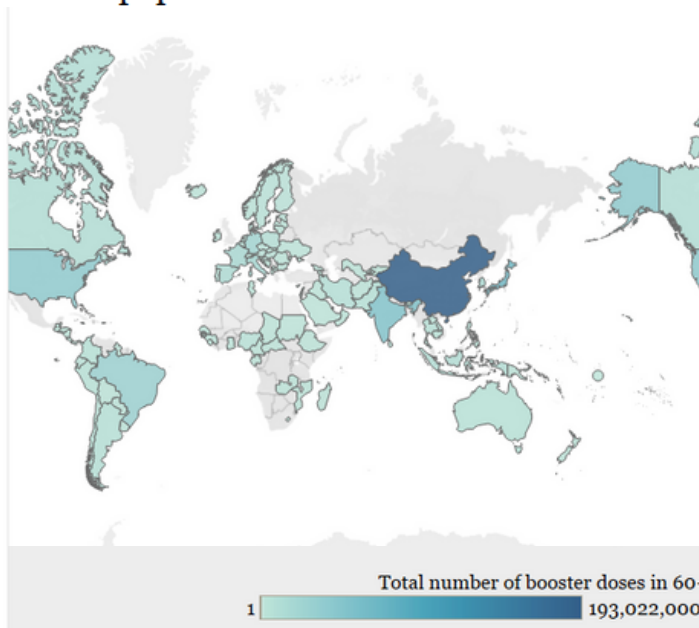 Total number of booster doses in 60-
1
193,022,000